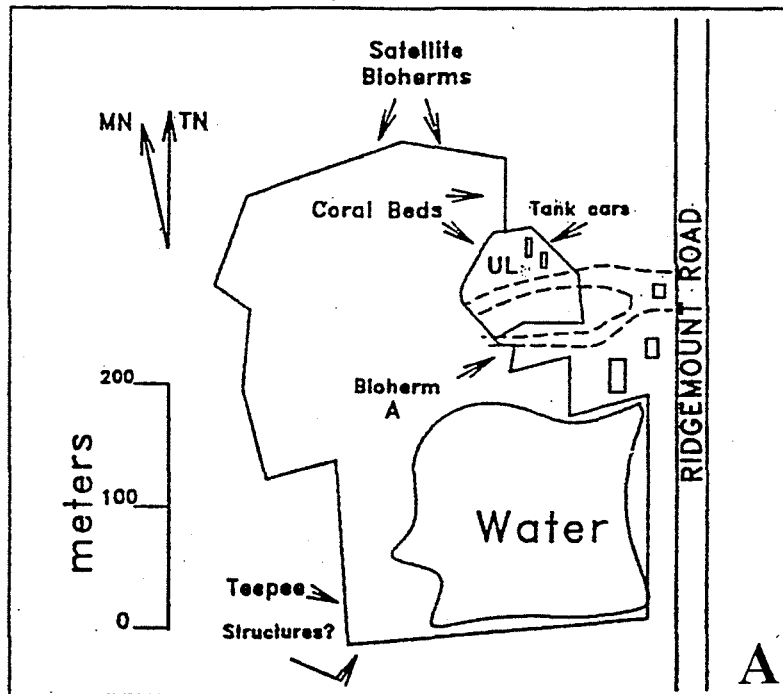 Satellite
Bioherms
MN
TN
Coral Beds
Tank cars
UL
RIDGEMOUNT ROAD
Bioherm
A
200
100
0
meters
Water
Teepee
Structures?
A